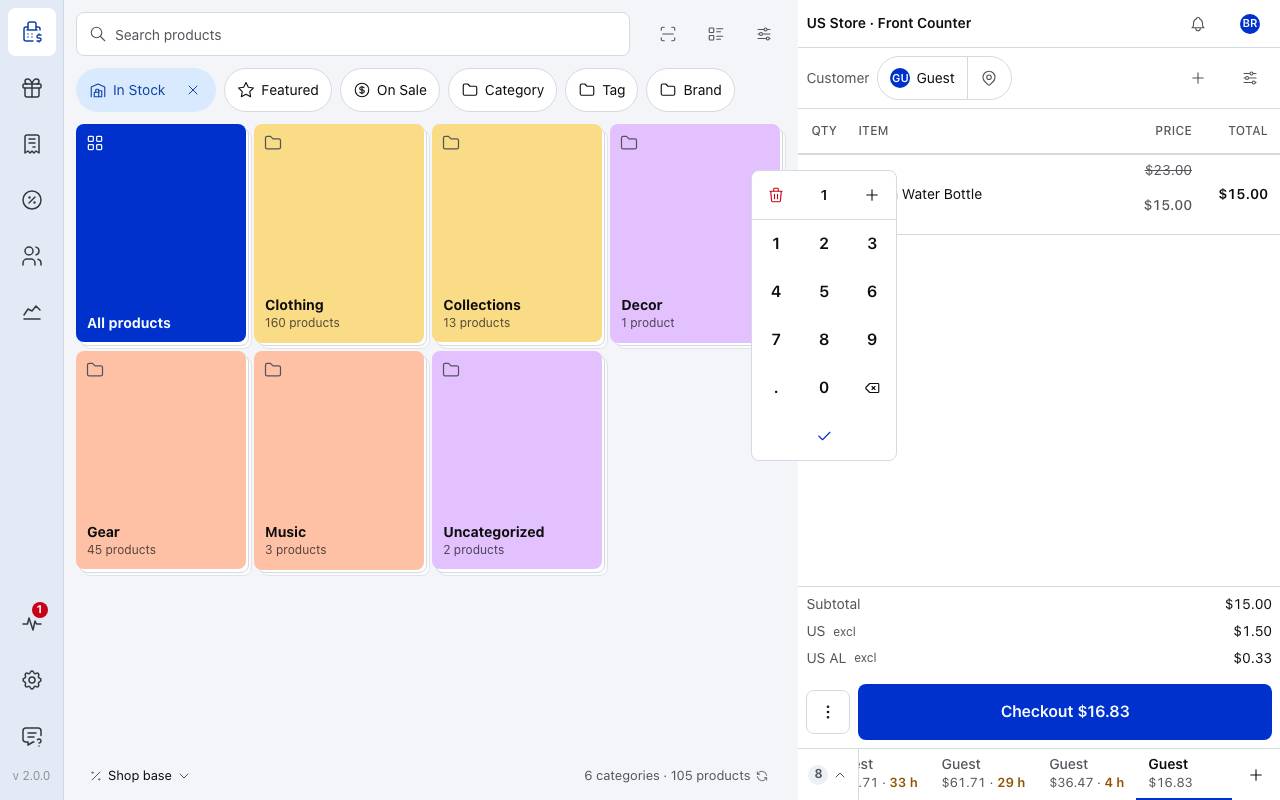 US Store · Front Counter
BR
Search products
In Stock
Featured
On Sale
Category
Tag
Brand
Customer
GU Guest
QTY ITEM PRICE TOTAL
All products
Clothing
160 products
Collections
13 products
Decor
1 product
$23.00
Water Bottle
$15.00
$15.00
1
1 2 3
4 5 6
7 8 9
. 0
Gear
45 products
Music
3 products
Uncategorized
2 products
Subtotal $15.00
US excl $1.50
US AL excl $0.33
Checkout $16.83
1
v 2.0.0
Shop base
6 categories · 105 products
8
.71 · 33 h
Guest
$61.71 · 29 h
Guest
$36.47 · 4 h
Guest
$16.83